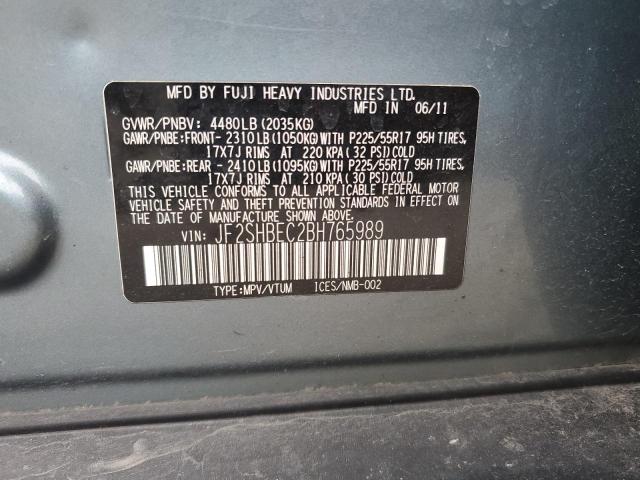 MFD BY FUJI HEAVY INDUSTRIES LTD.
MFD IN 06/11
GVWR/PNBV: 4480LB (2035KG)
GAWR/PNBE:FRONT- 2310LB (1050KG) WITH P225/55R17 95H TIRES,
17X7J RIMS AT 220 KPA( 32 PSI) COLD
GAWR/PNBE:REAR - 2410LB (1095KG) WITH P225/55R17 95H TIRES,
17X7J RIMS AT 210 KPA( 30 PSI) COLD
THIS VEHICLE CONFORMS TO ALL APPLICABLE FEDERAL MOTOR
VEHICLE SAFETY AND THEFT PREVENTION STANDARDS IN EFFECT
ON THE DATE OF MANUFACTURE SHOWN ABOVE.
VIN: JF2SHBEC2BH765989
TYPE:MPV/VTUM ICES/NMB-002